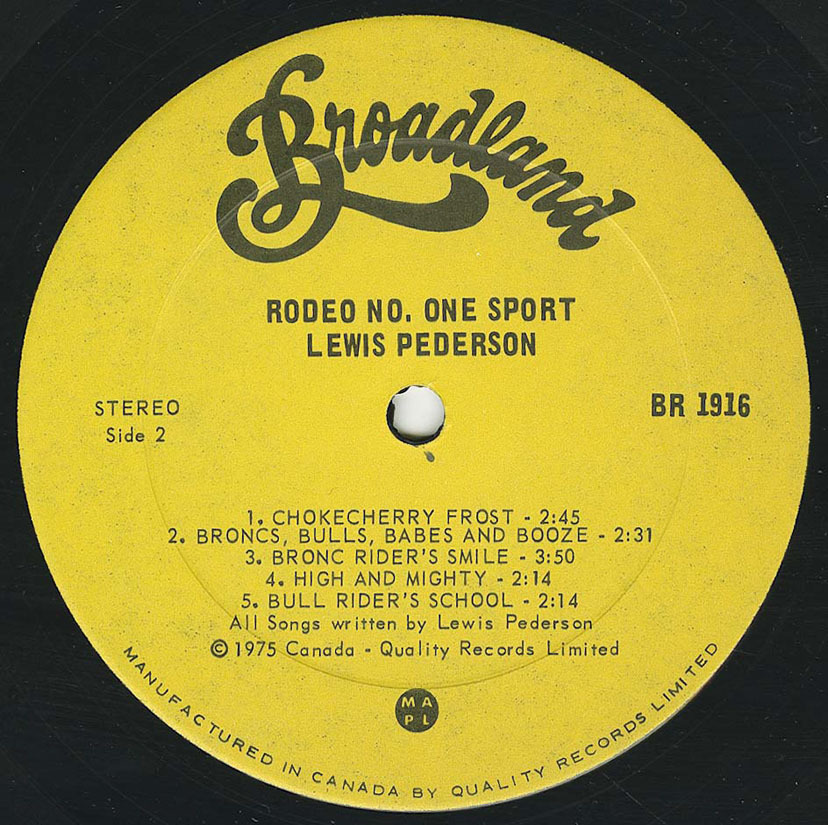 Broadland
RODEO NO. ONE SPORT
LEWIS PEDERSON
STEREO
Side 2
BR 1916
1. CHOKECHERRY FROST - 2:45
2. BRONCS, BULLS, BABES AND BOOZE - 2:31
3. BRONC RIDER'S SMILE - 3:50
4. HIGH AND MIGHTY - 2:14
5. BULL RIDER'S SCHOOL - 2:14
All Songs written by Lewis Pederson
© 1975 Canada - Quality Records Limited
MA
PL
MANUFACTURED IN CANADA BY QUALITY RECORDS LIMITED